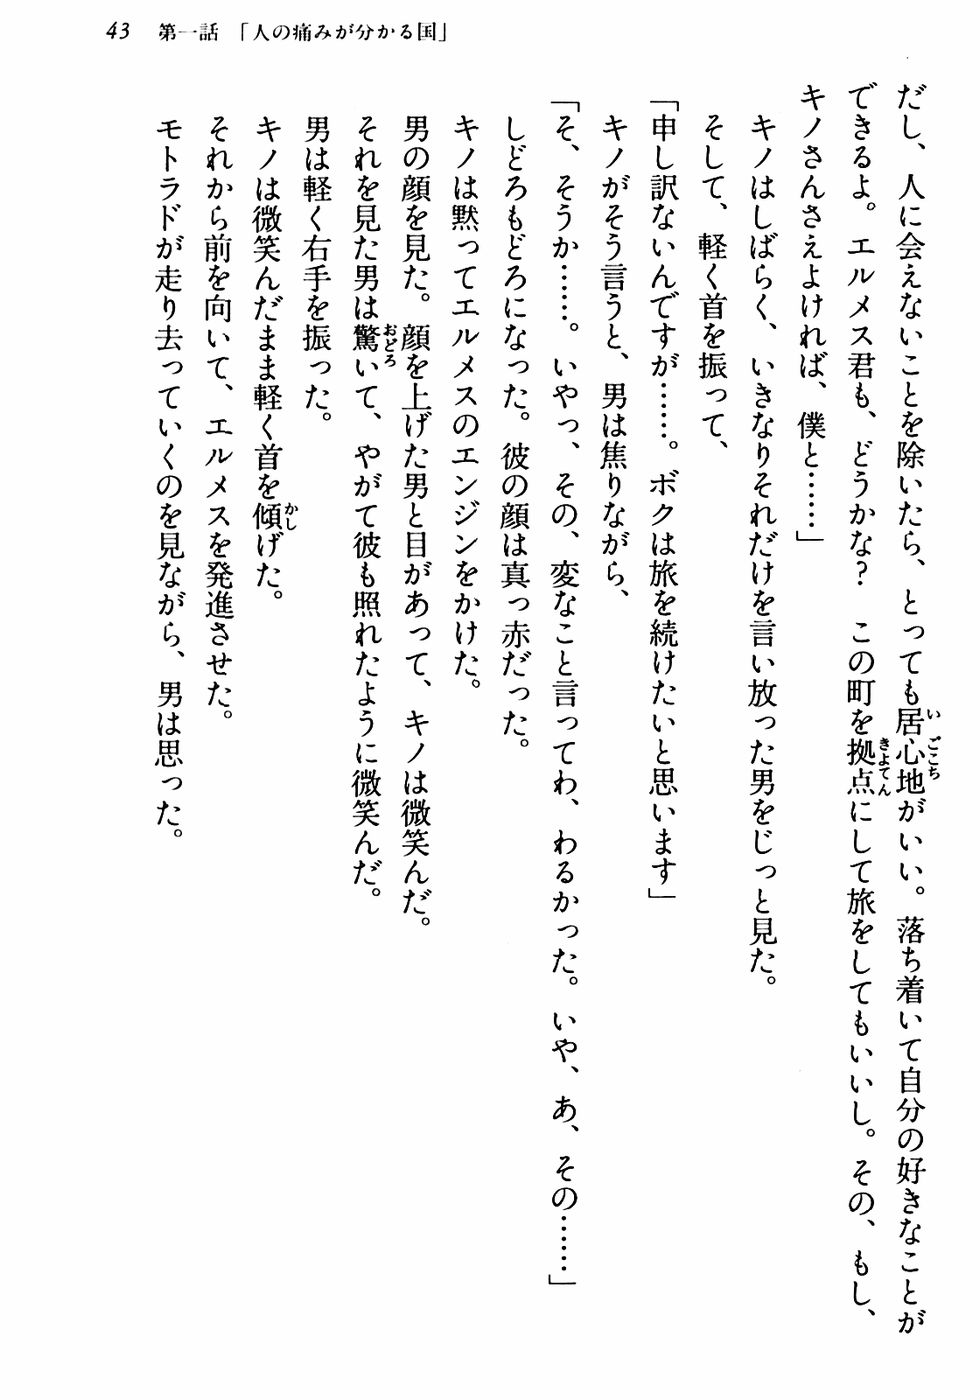 43　第一話　「人の痛みが分かる国」
だし、人に会えないことを除いたら、とっても居心地がいい。落ち着いて自分の好きなことが
できるよ。エルメス君も、どうかな？　この町を拠点にして旅をしてもいいし。その、もし、
キノさんさえよければ、僕と……」
キノはしばらく、いきなりそれだけを言い放った男をじっと見た。
そして、軽く首を振って、
「申し訳ないんですが……。ボクは旅を続けたいと思います」
キノがそう言うと、男は焦りながら、
「そ、そうか……。いやっ、その、変なこと言ってわ、わるかった。いや、あ、その……」
しどろもどろになった。彼の顔は真っ赤だった。
キノは黙ってエルメスのエンジンをかけた。
男の顔を見た。顔を上げた男と目があって、キノは微笑んだ。
それを見た男は驚いて、やがて彼も照れたように微笑んだ。
男は軽く右手を振った。
キノは微笑んだまま軽く首を傾げた。
それから前を向いて、エルメスを発進させた。
モトラドが走り去っていくのを見ながら、男は思った。